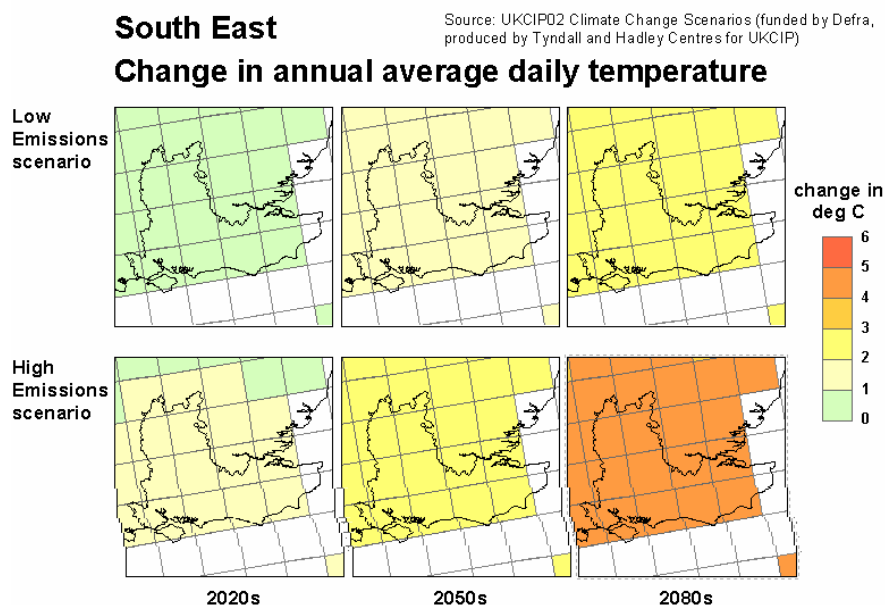 South East
Source: UKCIP02 Climate Change Scenarios (funded by Defra,
produced by Tyndall and Hadley Centres for UKCIP)
Change in annual average daily temperature
Low
Emissions
scenario
change in
deg C
6
5
4
3
2
1
0
High
Emissions
scenario
2020s
2050s
2080s